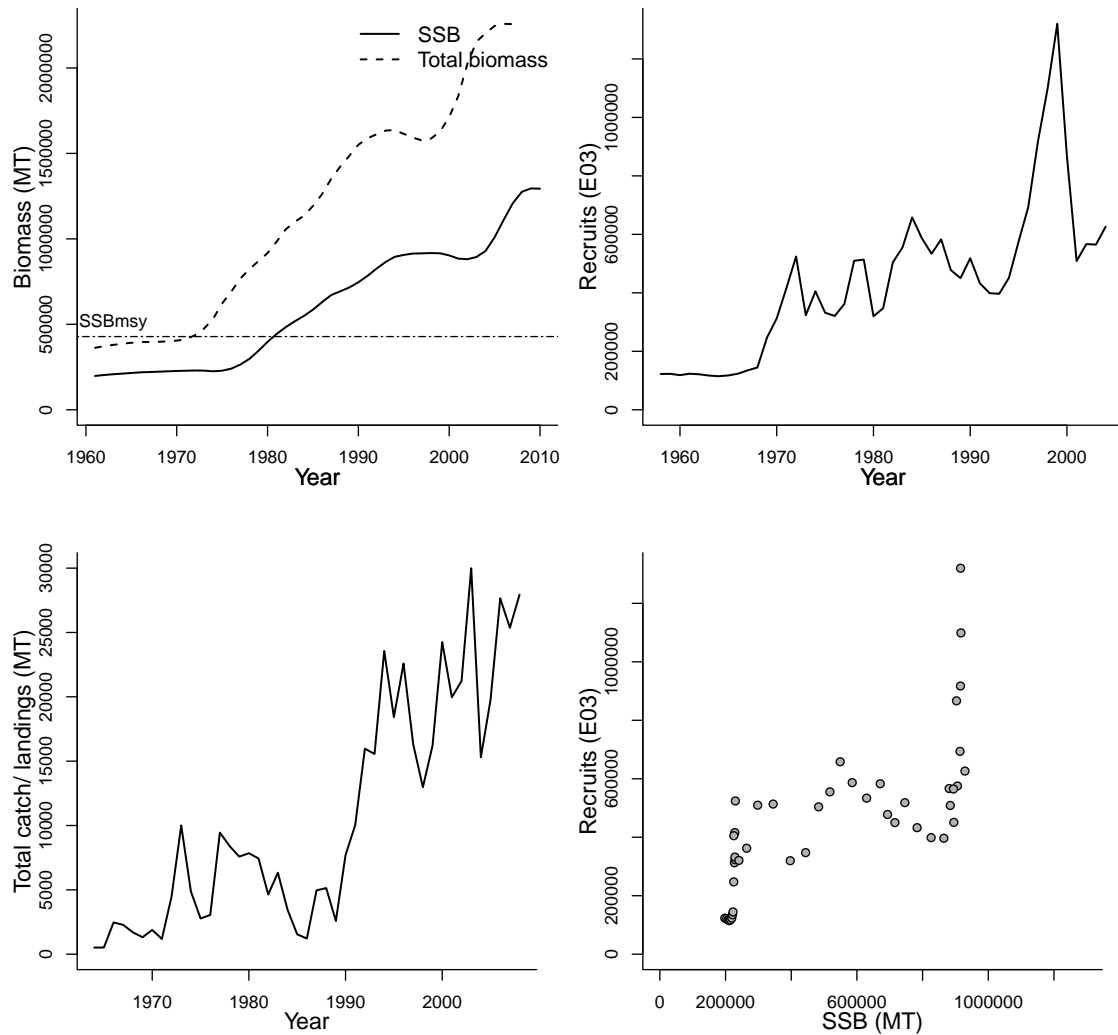 SSB
Total biomass
SSBmsy
Biomass (MT)
0
500000
1000000
1500000
2000000
1960 1970 1980 1990 2000 2010
Year
Recruits (E03)
0
200000
600000
1000000
1960 1970 1980 1990 2000
Year
Total catch/ landings (MT)
0
5000
10000
15000
20000
25000
30000
1970 1980 1990 2000
Year
Recruits (E03)
0
200000
600000
1000000
0 200000 600000 1000000
SSB (MT)